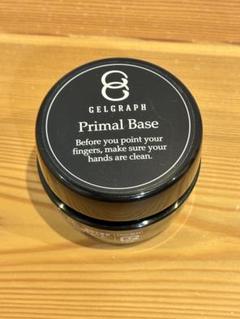 GELGRAPH
Primal Base
Before you point your
fingers, make sure your
hands are clean.